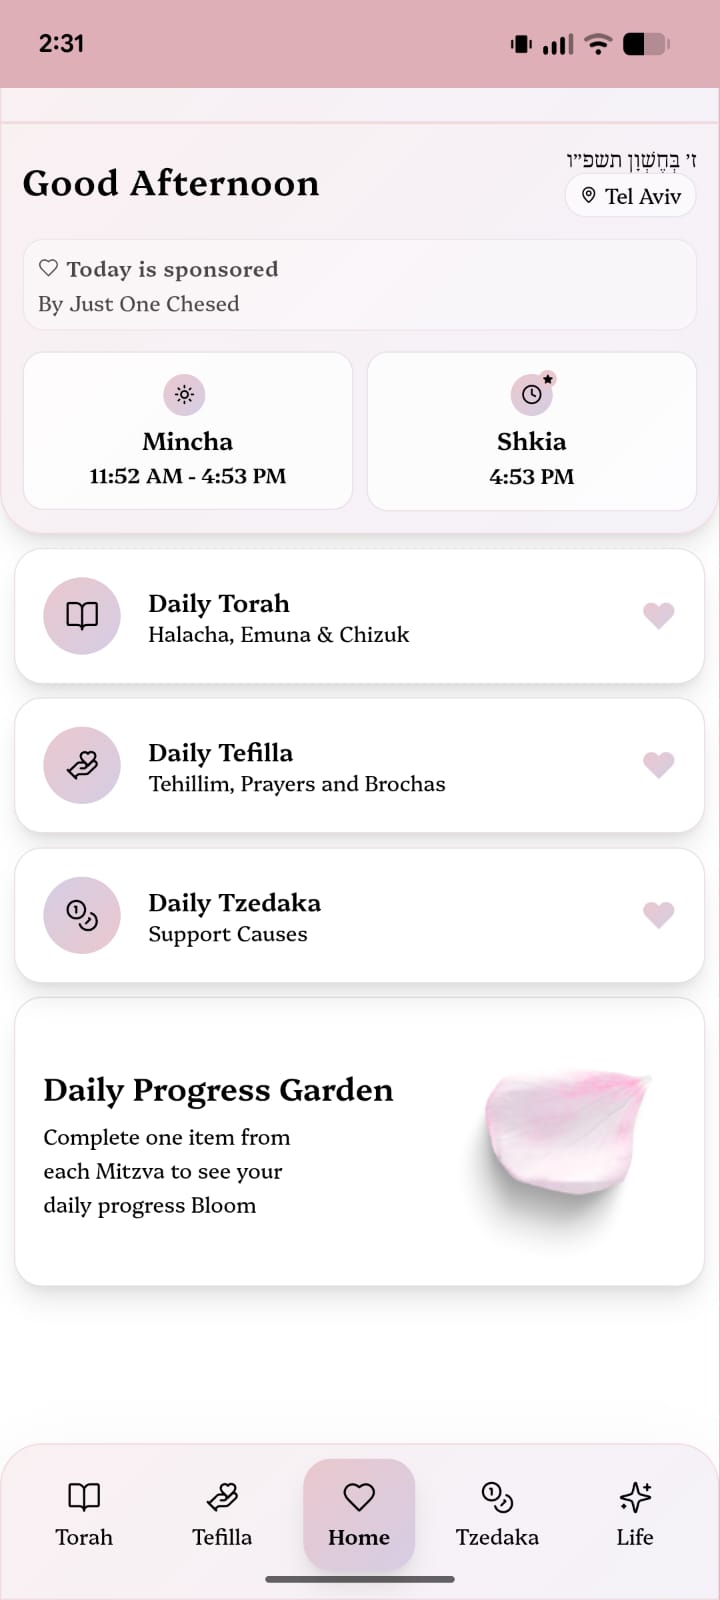 2:31
Good Afternoon
ז׳ בְּחֶשְׁוָן תשפ״ו
Tel Aviv
Today is sponsored
By Just One Chesed
Mincha
11:52 AM - 4:53 PM
Shkia
4:53 PM
Daily Torah
Halacha, Emuna & Chizuk
Daily Tefilla
Tehillim, Prayers and Brochas
Daily Tzedaka
Support Causes
Daily Progress Garden
Complete one item from
each Mitzva to see your
daily progress Bloom
Torah
Tefilla
Home
Tzedaka
Life